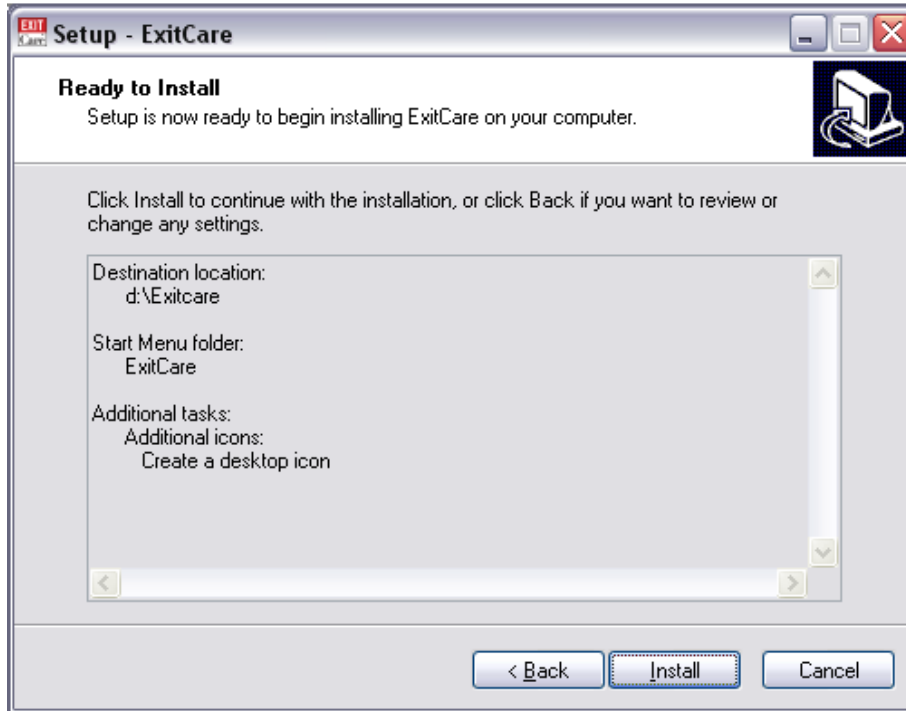 EXIT
Care
Setup - ExitCare
Ready to Install
Setup is now ready to begin installing ExitCare on your computer.
Click Install to continue with the installation, or click Back if you want to review or
change any settings.
Destination location:
d:\Exitcare
Start Menu folder:
ExitCare
Additional tasks:
Additional icons:
Create a desktop icon
< Back
Install
Cancel